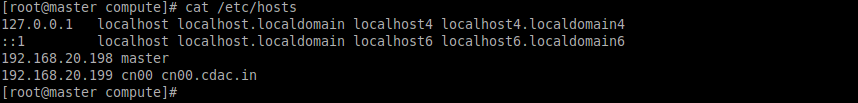 [root@master compute]# cat /etc/hosts
127.0.0.1   localhost localhost.localdomain localhost4 localhost4.localdomain4
::1         localhost localhost.localdomain localhost6 localhost6.localdomain6
192.168.20.198 master
192.168.20.199 cn00 cn00.cdac.in
[root@master compute]#